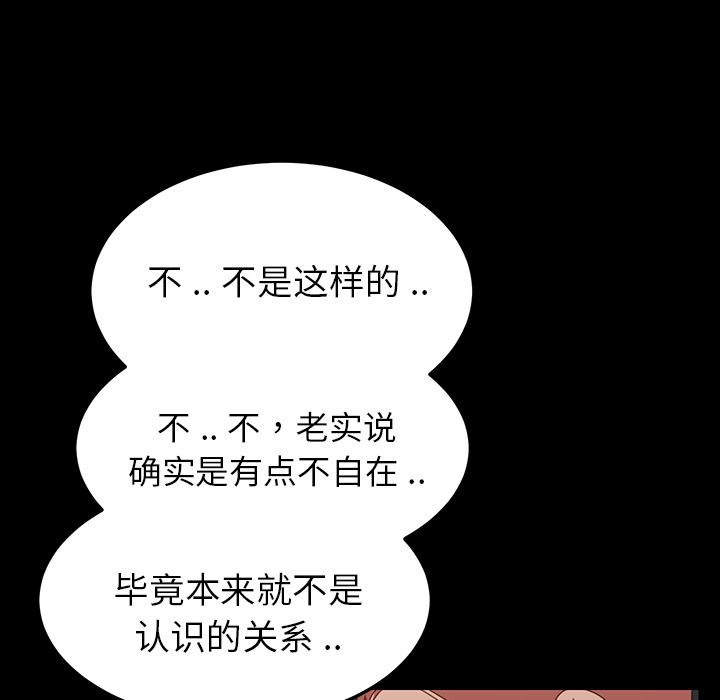 不 .. 不是这样的 ..
不 .. 不，老实说
确实是有点不自在 ..
毕竟本来就不是
认识的关系 ..